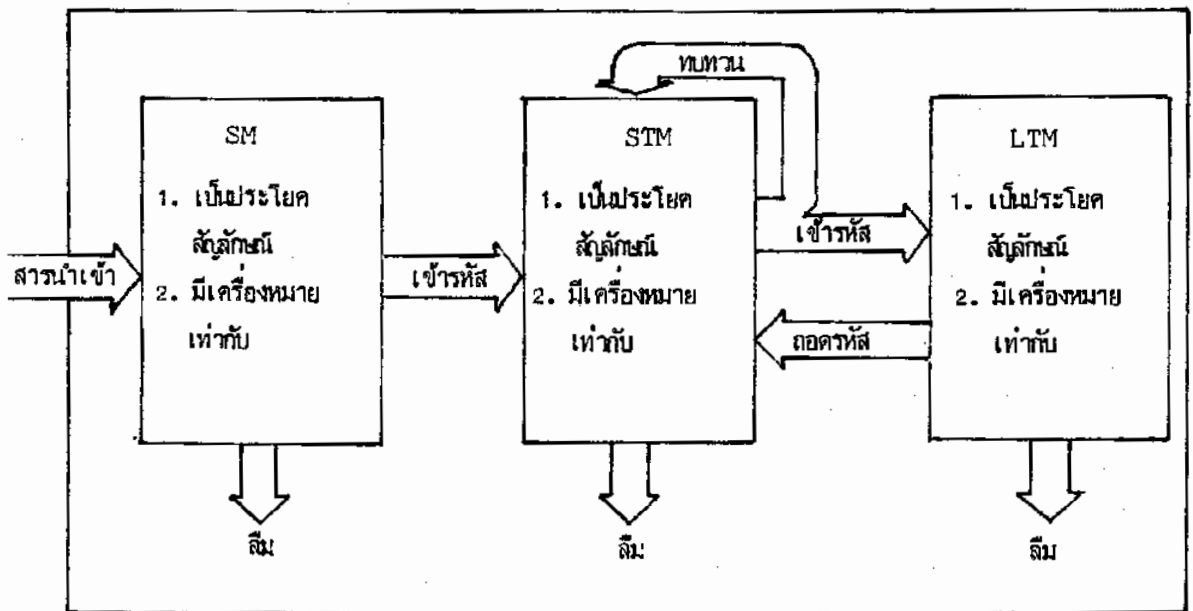 ทบทวน
SM
1. เป็นประโยค
สัญลักษณ์
2. มีเครื่องหมาย
เท่ากับ
STM
1. เป็นประโยค
สัญลักษณ์
2. มีเครื่องหมาย
เท่ากับ
LTM
1. เป็นประโยค
สัญลักษณ์
2. มีเครื่องหมาย
เท่ากับ
สารนำเข้า
เข้ารหัส
เข้ารหัส
ถอดรหัส
ลืม
ลืม
ลืม